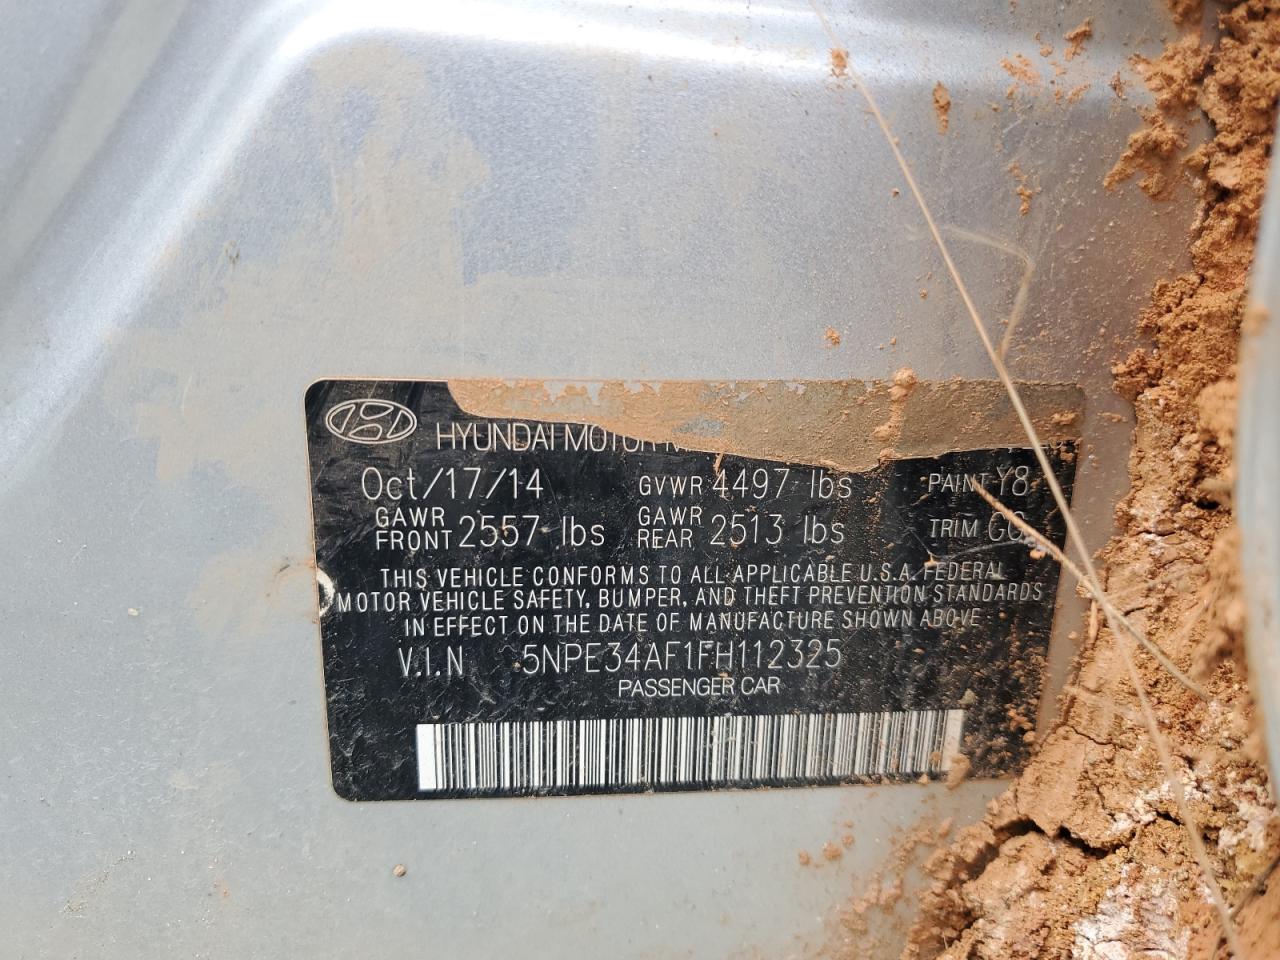 HYUNDAI MOTOR
Oct/17/14 GVWR 4497 lbs PAINT Y8
GAWR FRONT 2557 lbs GAWR REAR 2513 lbs TRIM
THIS VEHICLE CONFORMS TO ALL APPLICABLE U.S.A. FEDERAL
MOTOR VEHICLE SAFETY, BUMPER, AND THEFT PREVENTION STANDARDS
IN EFFECT ON THE DATE OF MANUFACTURE SHOWN ABOVE
V.I.N 5NPE34AF1FH112325
PASSENGER CAR